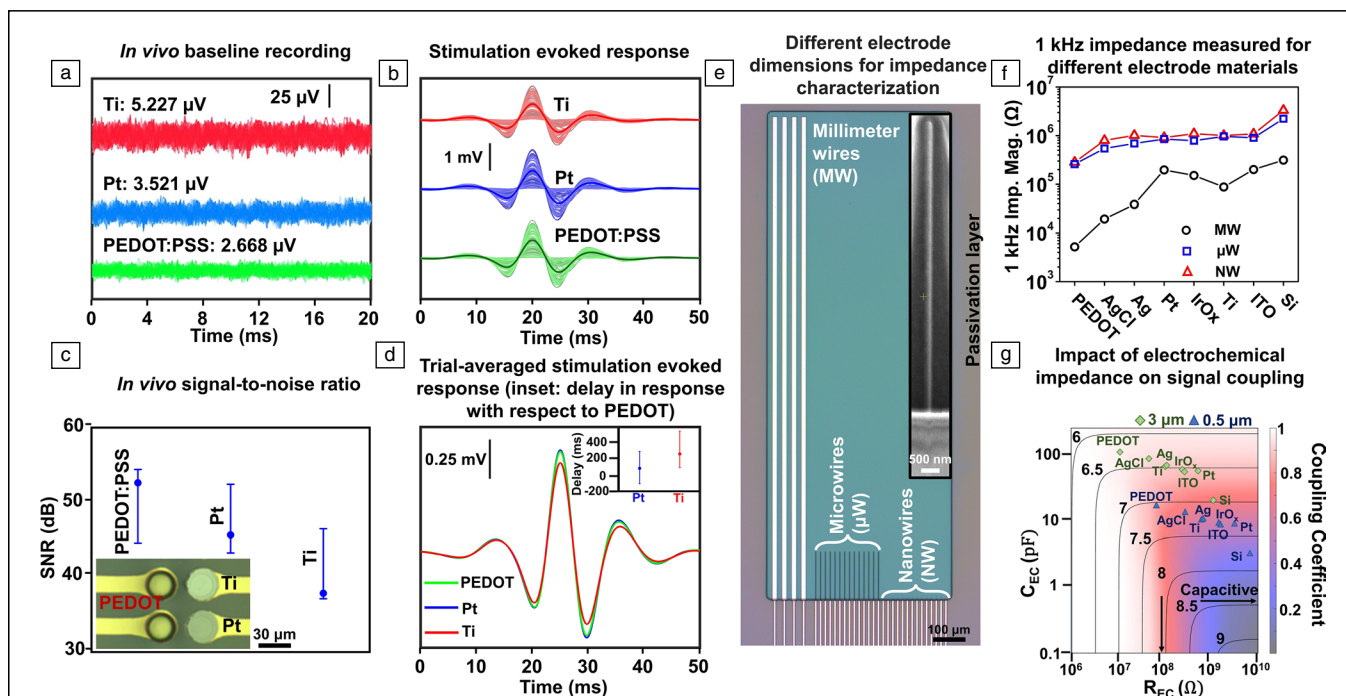 a
In vivo baseline recording
Ti: 5.227 µV
25 µV
Pt: 3.521 µV
PEDOT:PSS: 2.668 µV
0 4 8 12 16 20
Time (ms)
b
Stimulation evoked response
Ti
1 mV
Pt
PEDOT:PSS
0 10 20 30 40 50
Time (ms)
c
In vivo signal-to-noise ratio
60
50
40
30
SNR (dB)
PEDOT:PSS
Pt
Ti
PEDOT
Ti
Pt
30 µm
d
Trial-averaged stimulation evoked
response (inset: delay in response
with respect to PEDOT)
0.25 mV
Delay (ms)
400
200
0
-200
Pt Ti
PEDOT
Pt
Ti
0 10 20 30 40 50
Time (ms)
e
Different electrode
dimensions for impedance
characterization
Millimeter
wires
(MW)
500 nm
Passivation layer
Microwires
(µW)
Nanowires
(NW)
100 µm
f
1 kHz impedance measured for
different electrode materials
1 kHz Imp. Mag. (Ω)
10⁷
10⁶
10⁵
10⁴
10³
MW
µW
NW
PEDOT AgCl Ag Pt IrOx Ti ITO Si
g
Impact of electrochemical
impedance on signal coupling
3 µm 0.5 µm
6
PEDOT
AgCl Ag Ti IrOₓ ITO Pt
6.5
Si
7
PEDOT
AgCl Ag Ti IrOₓ ITO Pt
7.5
Si
8
Capacitive
8.5
9
100
10
1
0.1
C_EC (pF)
10⁶ 10⁷ 10⁸ 10⁹ 10¹⁰
R_EC (Ω)
1
0.8
0.6
0.4
0.2
Coupling Coefficient